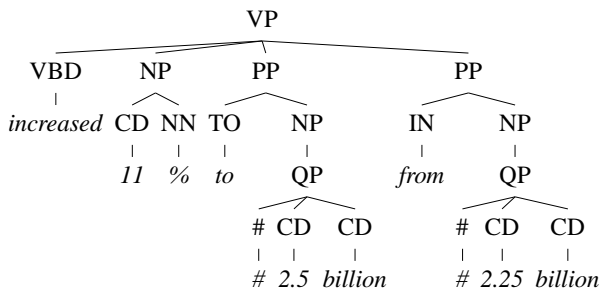 VP
VBD NP PP PP
increased CD NN TO NP IN NP
11 % to QP from QP
# CD CD # CD CD
# 2.5 billion # 2.25 billion